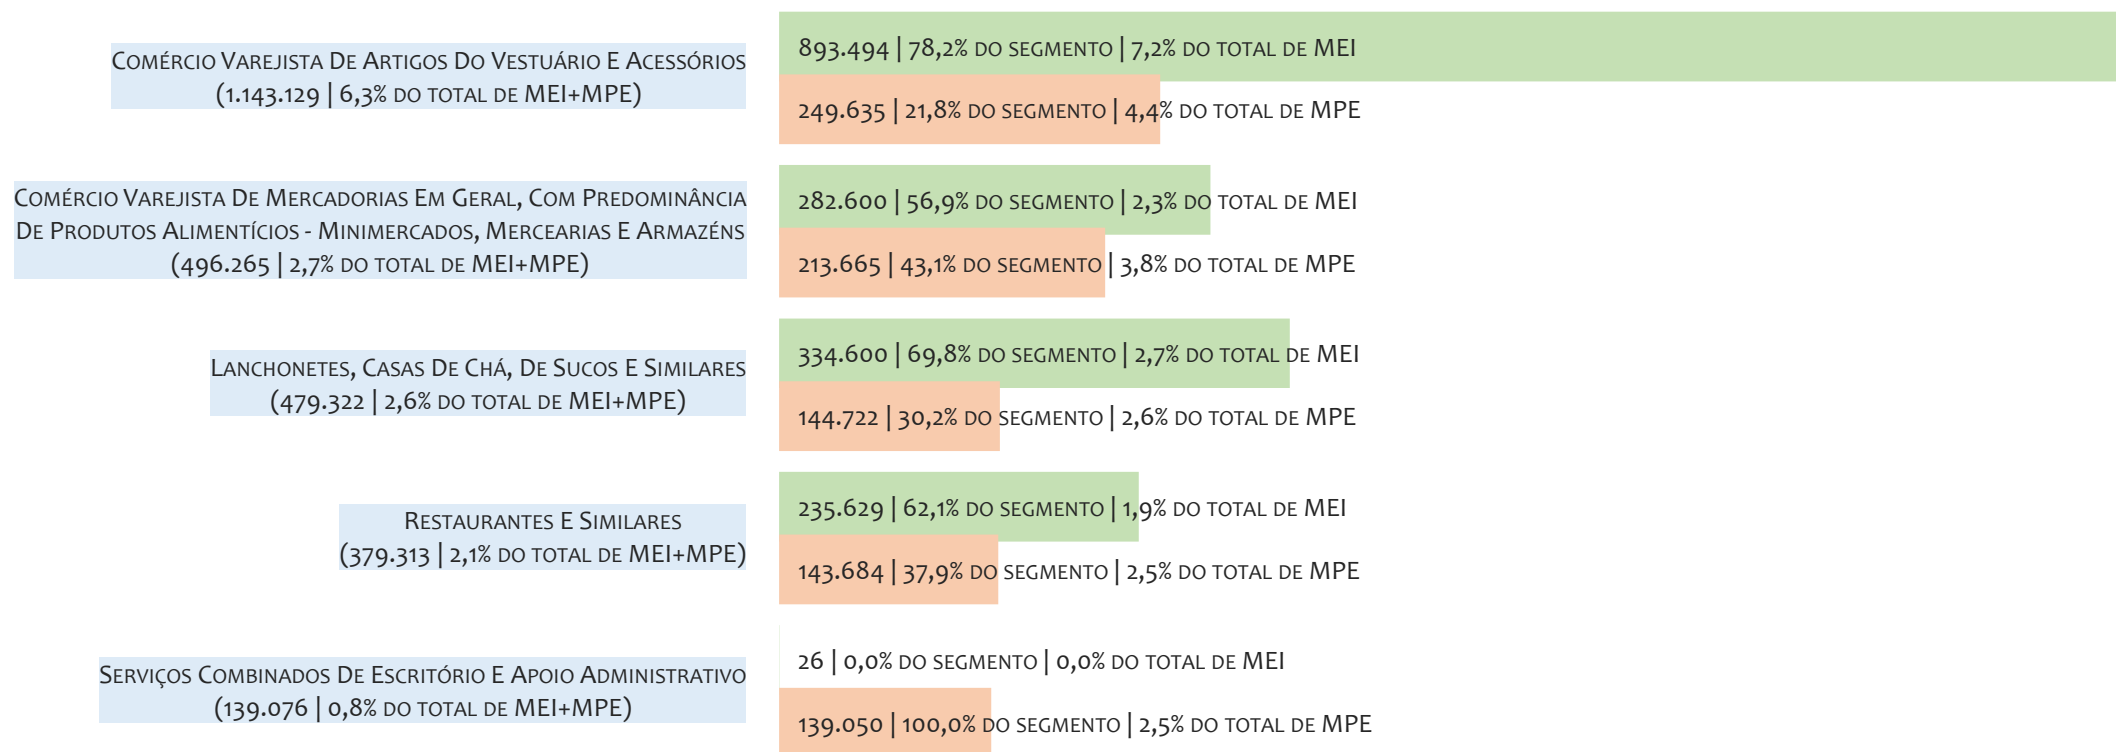 Comércio Varejista De Artigos Do Vestuário E Acessórios
(1.143.129 | 6,3% do total de MEI+MPE)
893.494 | 78,2% do segmento | 7,2% do total de MEI
249.635 | 21,8% do segmento | 4,4% do total de MPE
Comércio Varejista De Mercadorias Em Geral, Com Predominância
De Produtos Alimentícios - Minimercados, Mercearias E Armazéns
(496.265 | 2,7% do total de MEI+MPE)
282.600 | 56,9% do segmento | 2,3% do total de MEI
213.665 | 43,1% do segmento | 3,8% do total de MPE
Lanchonetes, Casas De Chá, De Sucos E Similares
(479.322 | 2,6% do total de MEI+MPE)
334.600 | 69,8% do segmento | 2,7% do total de MEI
144.722 | 30,2% do segmento | 2,6% do total de MPE
Restaurantes E Similares
(379.313 | 2,1% do total de MEI+MPE)
235.629 | 62,1% do segmento | 1,9% do total de MEI
143.684 | 37,9% do segmento | 2,5% do total de MPE
Serviços Combinados De Escritório E Apoio Administrativo
(139.076 | 0,8% do total de MEI+MPE)
26 | 0,0% do segmento | 0,0% do total de MEI
139.050 | 100,0% do segmento | 2,5% do total de MPE